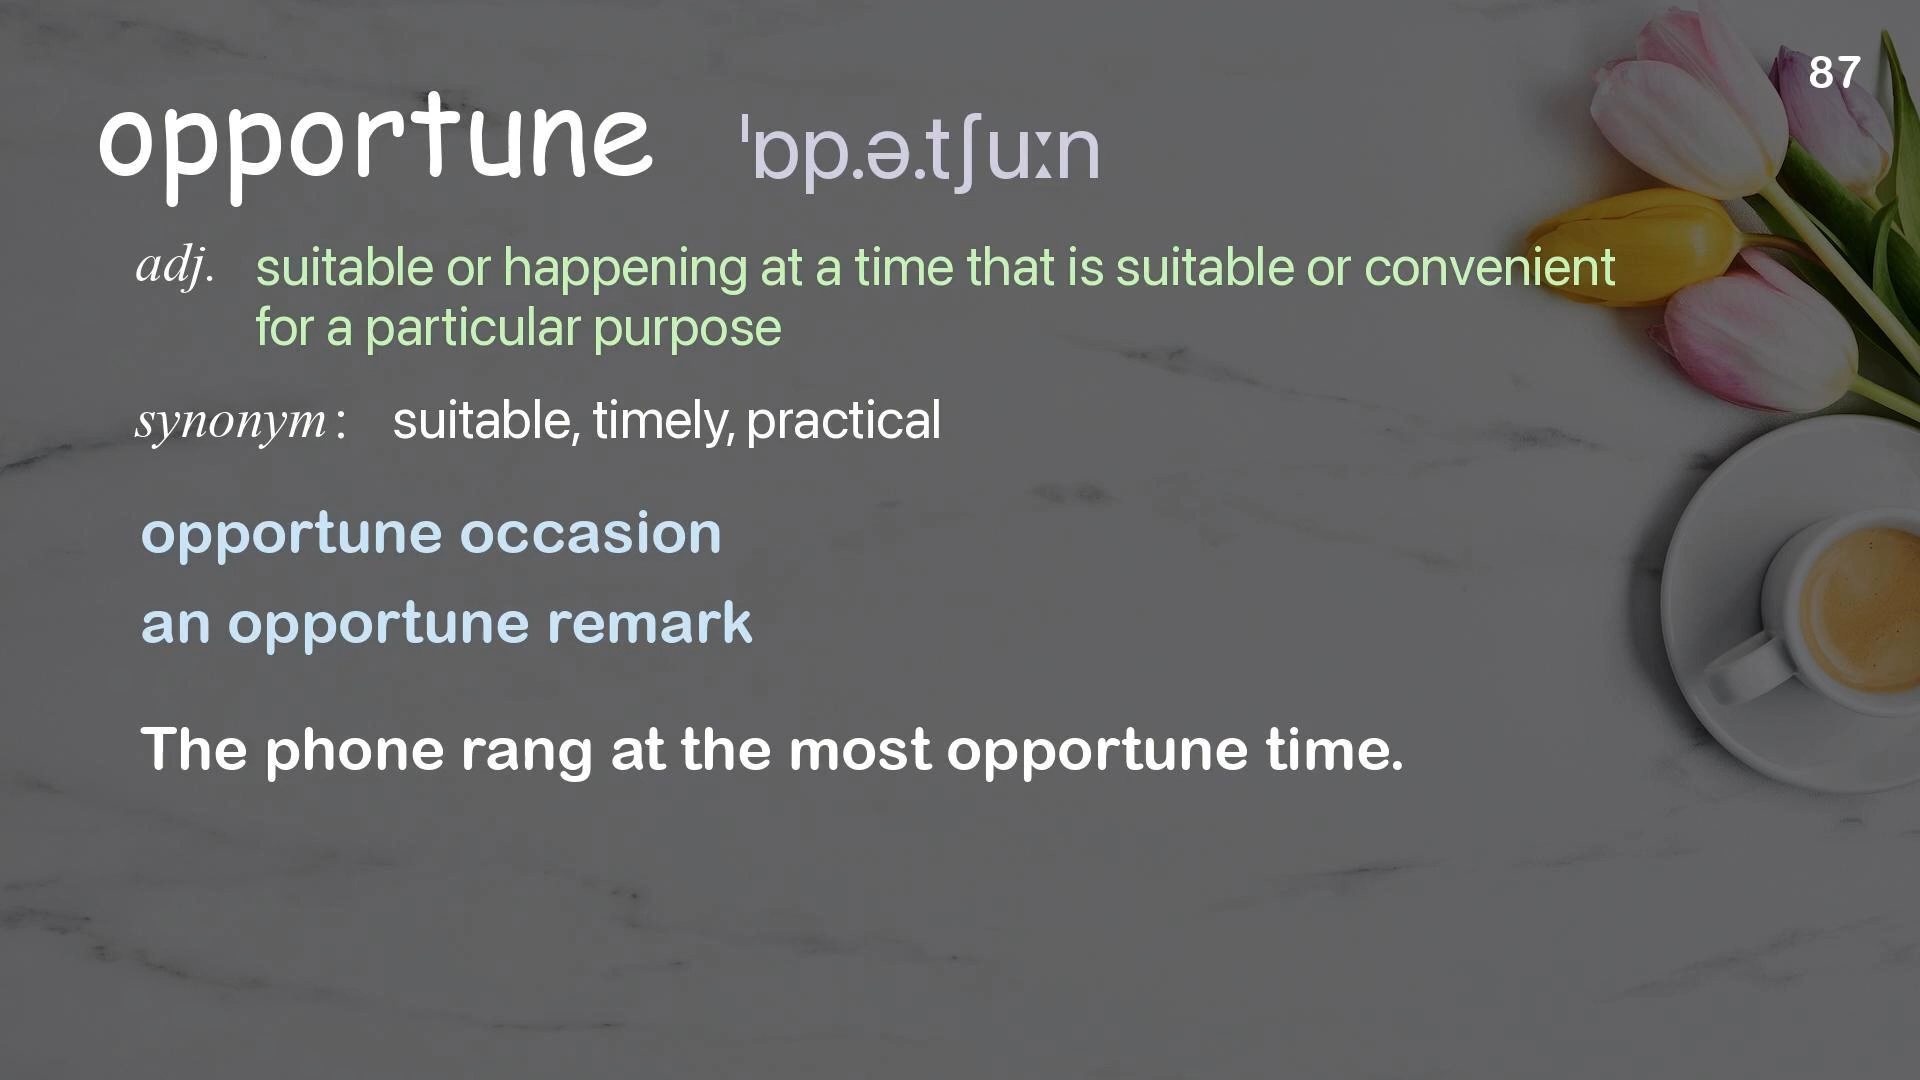 87
opportune ˈɒp.ə.tʃuːn
adj. suitable or happening at a time that is suitable or convenient
for a particular purpose
synonym : suitable, timely, practical
opportune occasion
an opportune remark
The phone rang at the most opportune time.